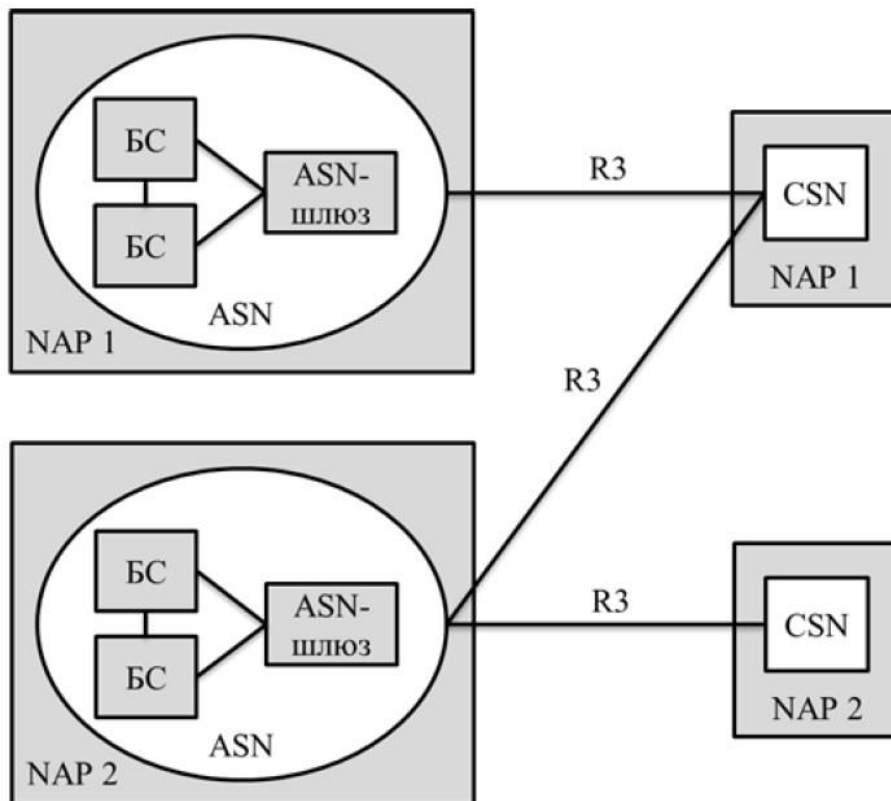 БС
БС
ASN-
шлюз
ASN
NAP 1
R3
CSN
NAP 1
R3
БС
БС
ASN-
шлюз
ASN
NAP 2
R3
CSN
NAP 2